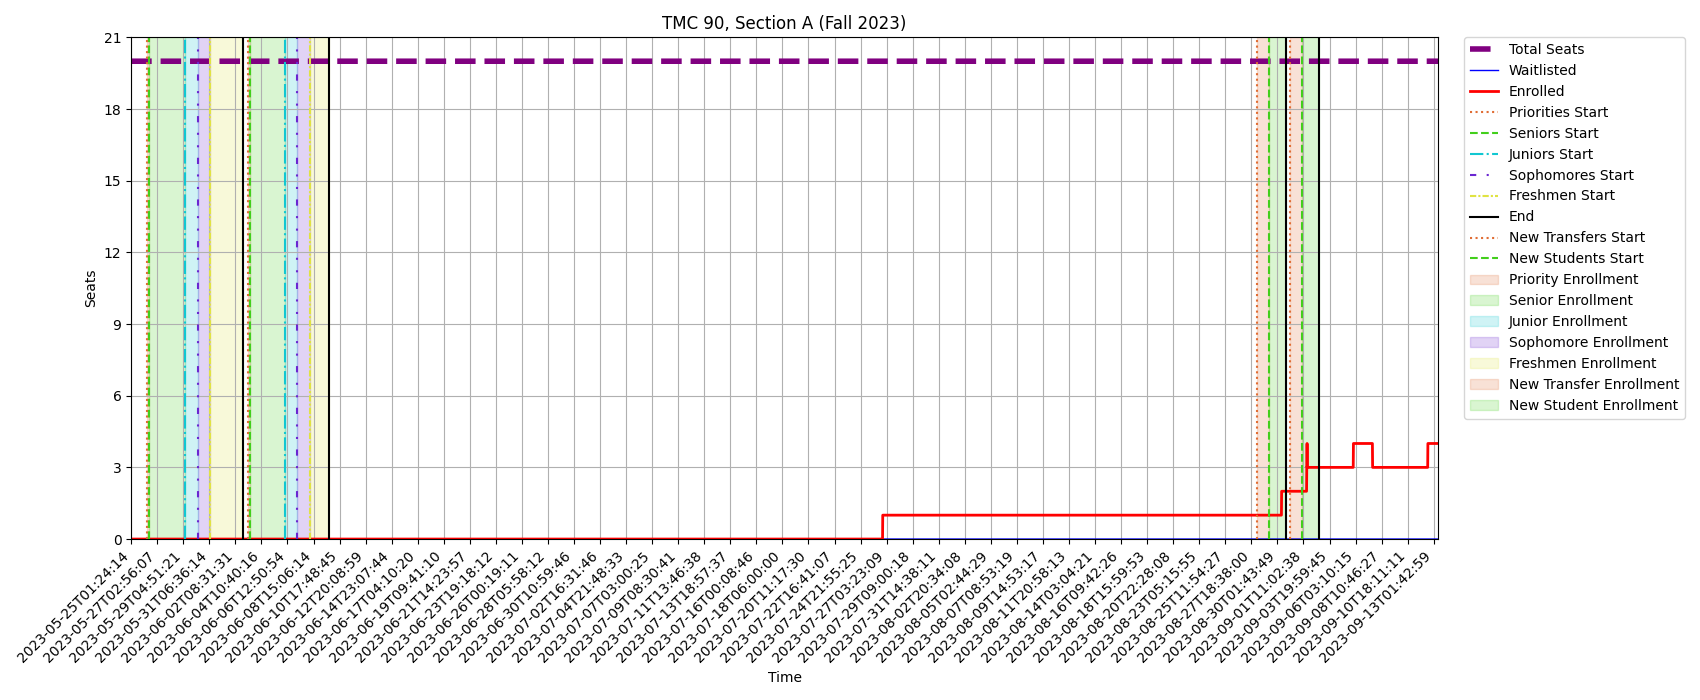 TMC 90, Section A (Fall 2023)
21
18
15
12
9
6
3
0
Seats
2023-05-25T01:24:14
2023-05-27T02:56:07
2023-05-29T04:51:21
2023-05-31T06:36:14
2023-06-02T08:31:31
2023-06-04T10:40:16
2023-06-06T12:50:54
2023-06-08T15:06:14
2023-06-10T17:48:45
2023-06-12T20:08:59
2023-06-14T23:07:44
2023-06-17T04:10:20
2023-06-19T09:41:10
2023-06-21T14:23:57
2023-06-23T19:18:12
2023-06-26T00:19:11
2023-06-28T05:58:12
2023-06-30T10:59:46
2023-07-02T16:31:46
2023-07-04T21:48:33
2023-07-07T03:00:25
2023-07-09T08:30:41
2023-07-11T13:46:38
2023-07-13T18:57:37
2023-07-16T00:08:46
2023-07-18T06:00:00
2023-07-20T11:17:30
2023-07-22T16:41:07
2023-07-24T21:55:25
2023-07-27T03:23:09
2023-07-29T09:00:18
2023-07-31T14:38:11
2023-08-02T20:34:08
2023-08-05T02:44:29
2023-08-07T08:53:19
2023-08-09T14:53:17
2023-08-11T20:58:13
2023-08-14T03:04:21
2023-08-16T09:42:26
2023-08-18T15:59:53
2023-08-20T22:28:08
2023-08-23T05:15:55
2023-08-25T11:54:27
2023-08-27T18:38:00
2023-08-30T01:43:49
2023-09-01T11:02:38
2023-09-03T19:59:45
2023-09-06T03:10:15
2023-09-08T10:46:27
2023-09-10T18:11:11
2023-09-13T01:42:59
Time
Total Seats
Waitlisted
Enrolled
Priorities Start
Seniors Start
Juniors Start
Sophomores Start
Freshmen Start
End
New Transfers Start
New Students Start
Priority Enrollment
Senior Enrollment
Junior Enrollment
Sophomore Enrollment
Freshmen Enrollment
New Transfer Enrollment
New Student Enrollment